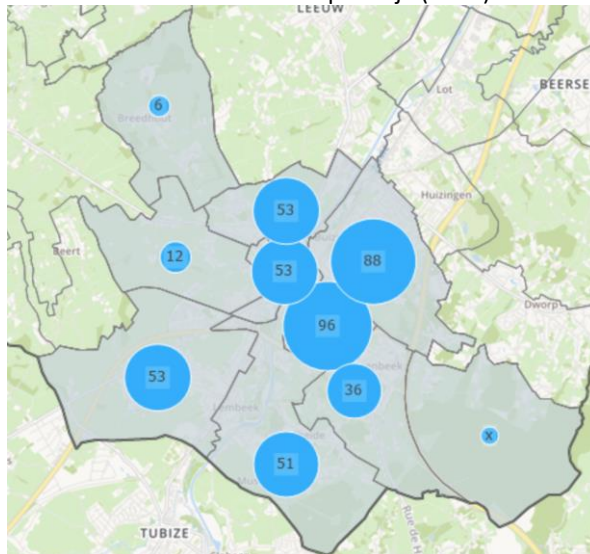 LEEUW
6
Breedhout
Lot
BEERSE
Huizingen
53
12
Beert
53
88
Dworp
96
53
36
Lembeek
x
51
TUBIZE
Rue de H